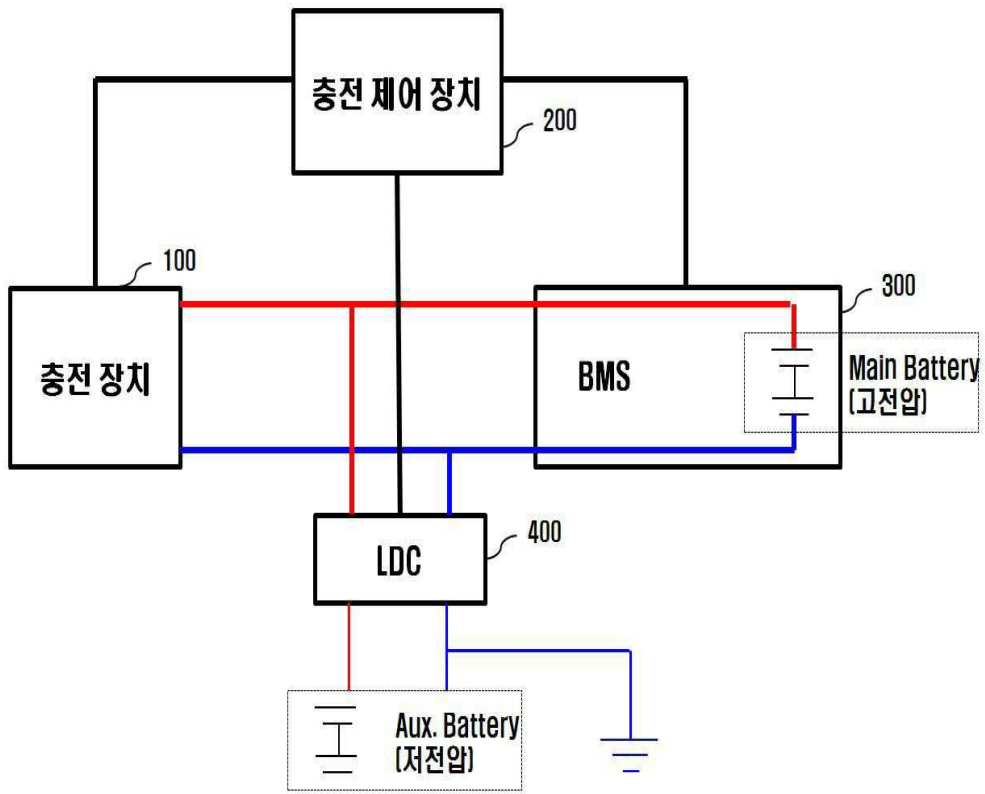 충전 제어 장치
200
100
충전 장치
300
BMS
Main Battery
(고전압)
400
LDC
Aux. Battery
(저전압)